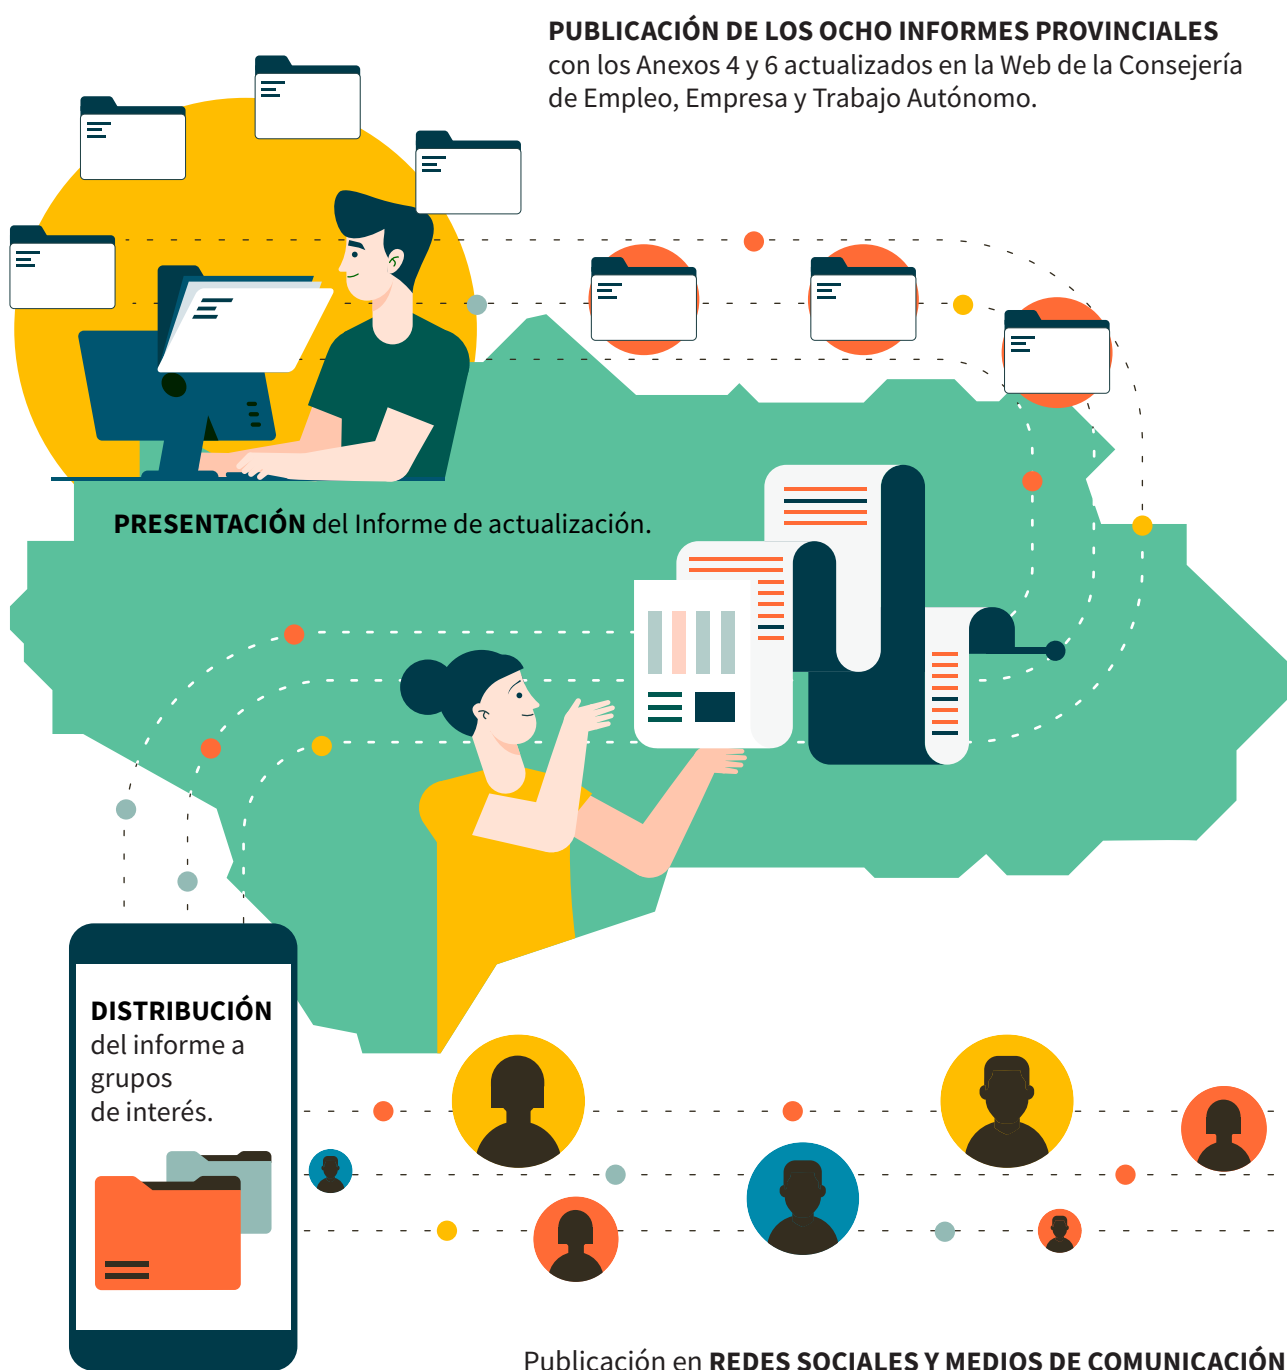 PUBLICACIÓN DE LOS OCHO INFORMES PROVINCIALES
con los Anexos 4 y 6 actualizados en la Web de la Consejería
de Empleo, Empresa y Trabajo Autónomo.
PRESENTACIÓN del Informe de actualización.
DISTRIBUCIÓN
del informe a
grupos
de interés.
Publicación en REDES SOCIALES Y MEDIOS DE COMUNICACIÓN